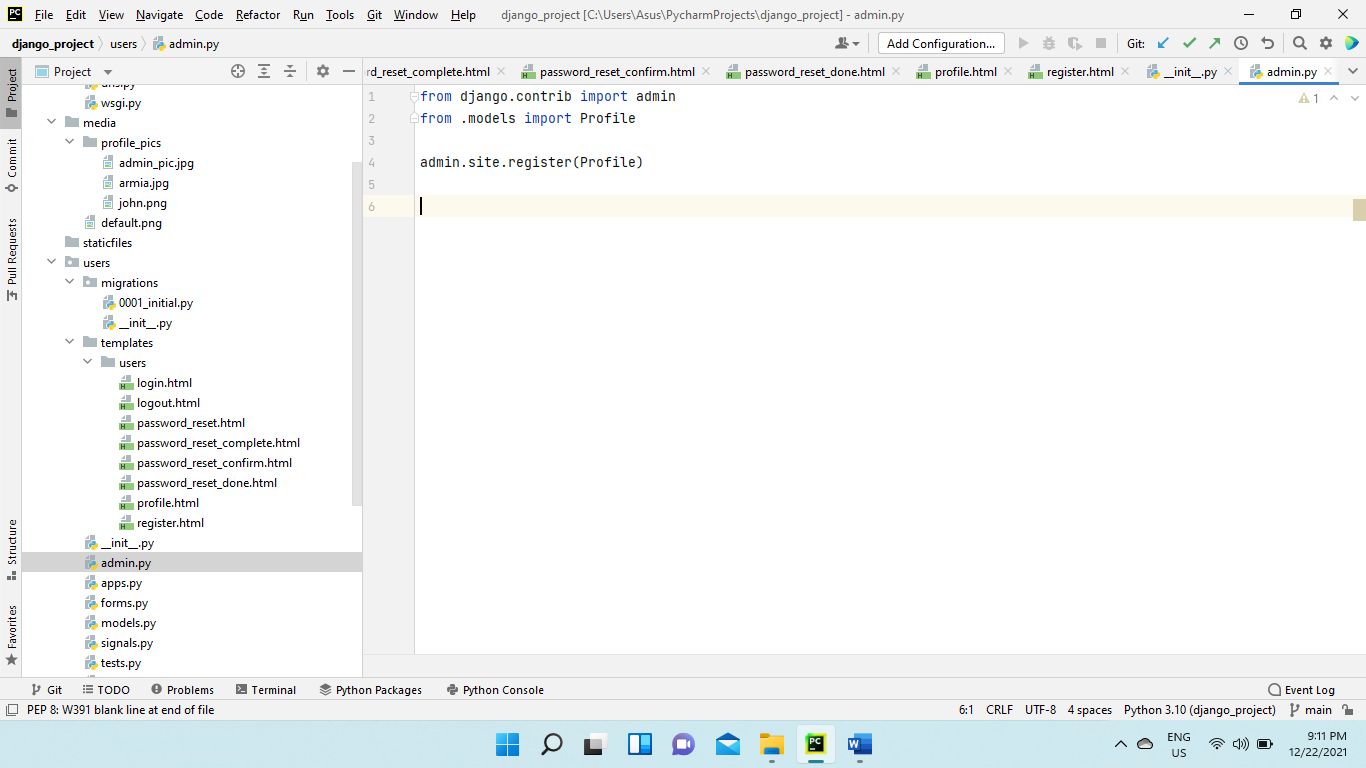 File Edit View Navigate Code Refactor Run Tools Git Window Help django_project [C:\Users\Asus\PycharmProjects\django_project] - admin.py
django_project users admin.py Add Configuration... Git:
Project rd_reset_complete.html password_reset_confirm.html password_reset_done.html profile.html register.html __init__.py admin.py
Project
Commit
Pull Requests
Structure
Favorites
wsgi.py
media
profile_pics
admin_pic.jpg
armia.jpg
john.png
default.png
staticfiles
users
migrations
0001_initial.py
__init__.py
templates
users
login.html
logout.html
password_reset.html
password_reset_complete.html
password_reset_confirm.html
password_reset_done.html
profile.html
register.html
__init__.py
admin.py
apps.py
forms.py
models.py
signals.py
tests.py
1 from django.contrib import admin
2 from .models import Profile
3
4 admin.site.register(Profile)
5
6
1
Git TODO Problems Terminal Python Packages Python Console Event Log
PEP 8: W391 blank line at end of file 6:1 CRLF UTF-8 4 spaces Python 3.10 (django_project) main
ENG
US
9:11 PM
12/22/2021